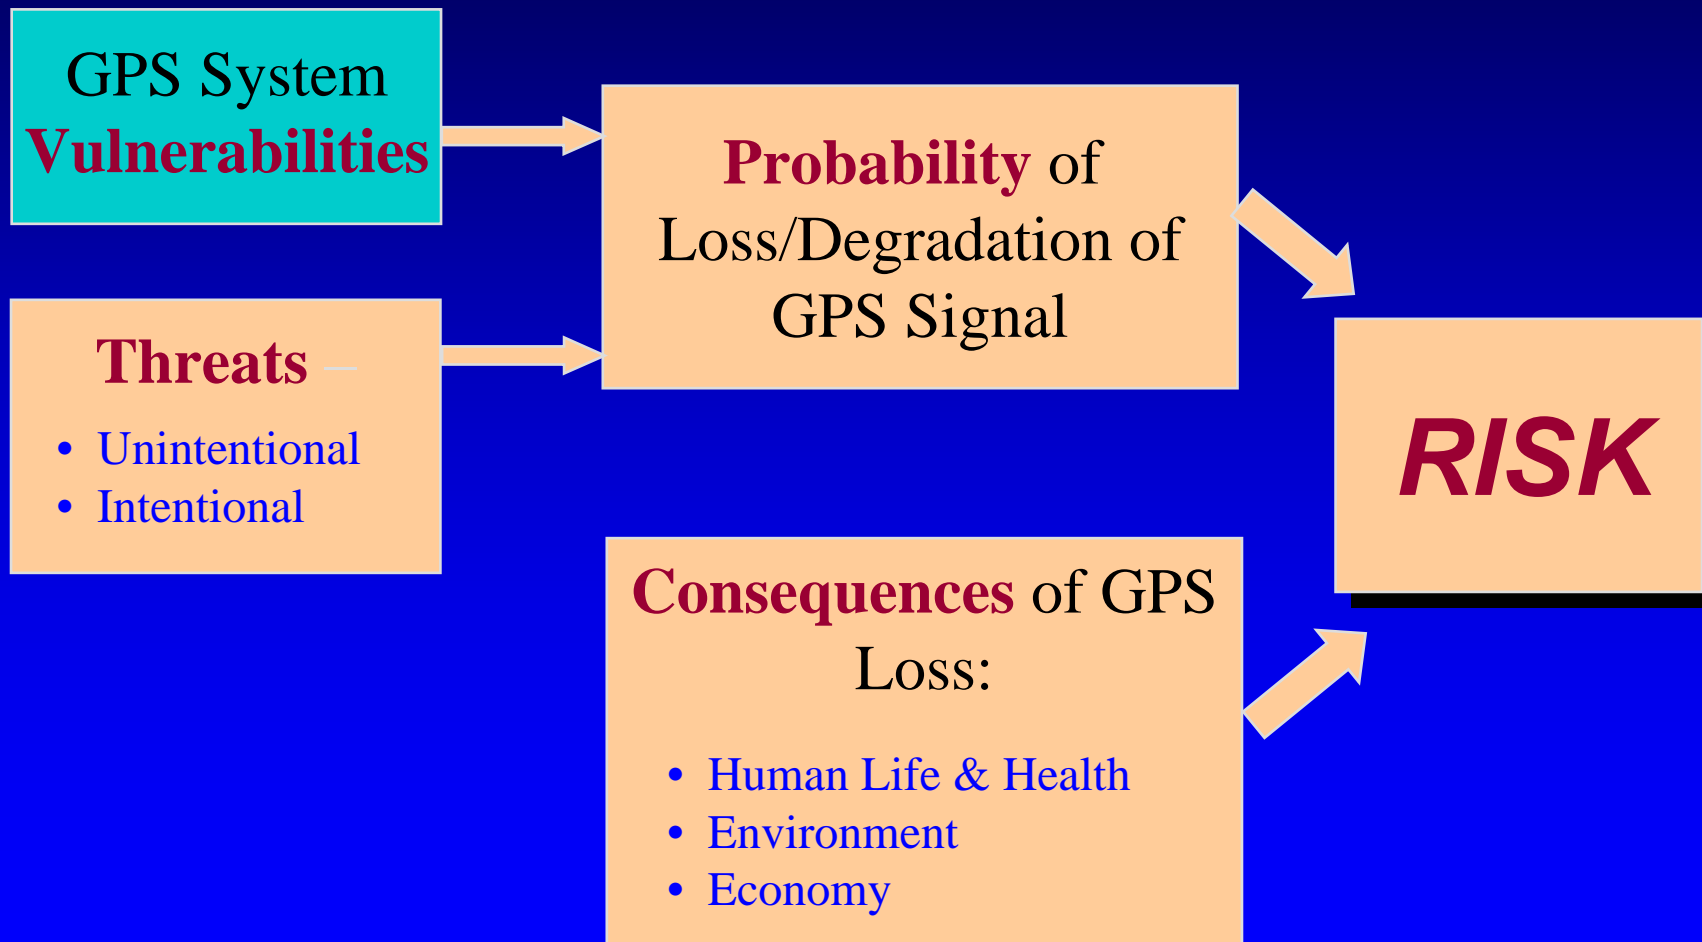 GPS System
Vulnerabilities
Threats –
• Unintentional
• Intentional
Probability of
Loss/Degradation of
GPS Signal
Consequences of GPS
Loss:
• Human Life & Health
• Environment
• Economy
RISK